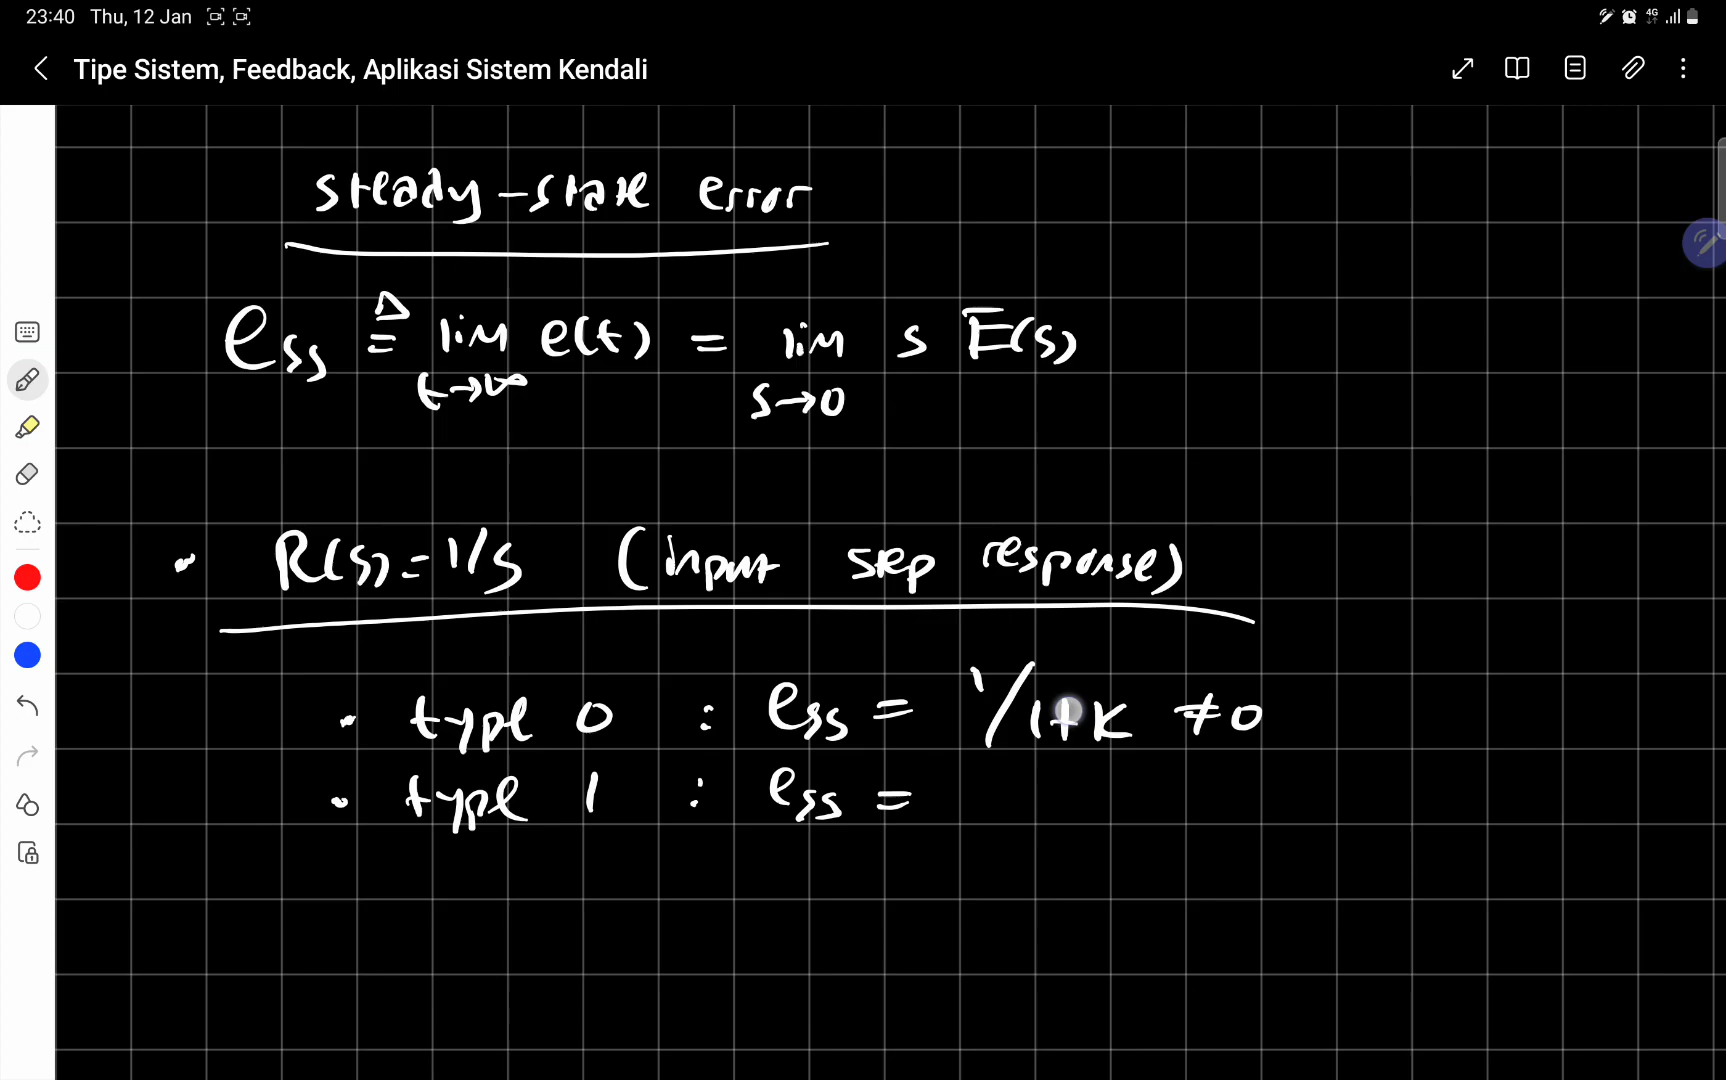 23:40 Thu, 12 Jan 4G
Tipe Sistem, Feedback, Aplikasi Sistem Kendali
steady-state error
ess ≜ lim e(t) = lim s E(s)
t→∞ s→0
• R(s) = 1/s (input step response)
• type 0 : ess = 1/1+K ≠0
• type 1 : ess =